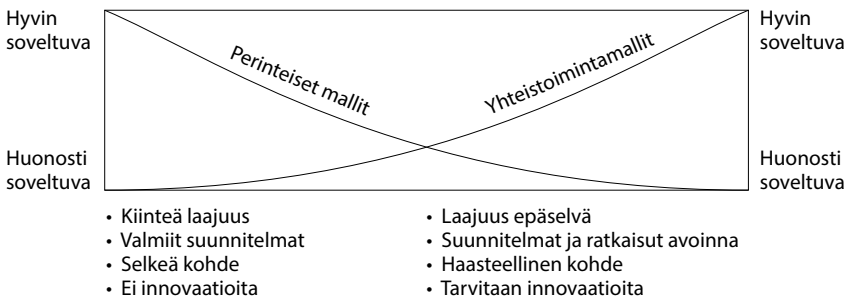 Hyvin
soveltuva
Hyvin
soveltuva
Perinteiset mallit
Yhteistoimintamallit
Huonosti
soveltuva
Huonosti
soveltuva
• Kiinteä laajuus
• Valmiit suunnitelmat
• Selkeä kohde
• Ei innovaatioita
• Laajuus epäselvä
• Suunnitelmat ja ratkaisut avoinna
• Haasteellinen kohde
• Tarvitaan innovaatioita